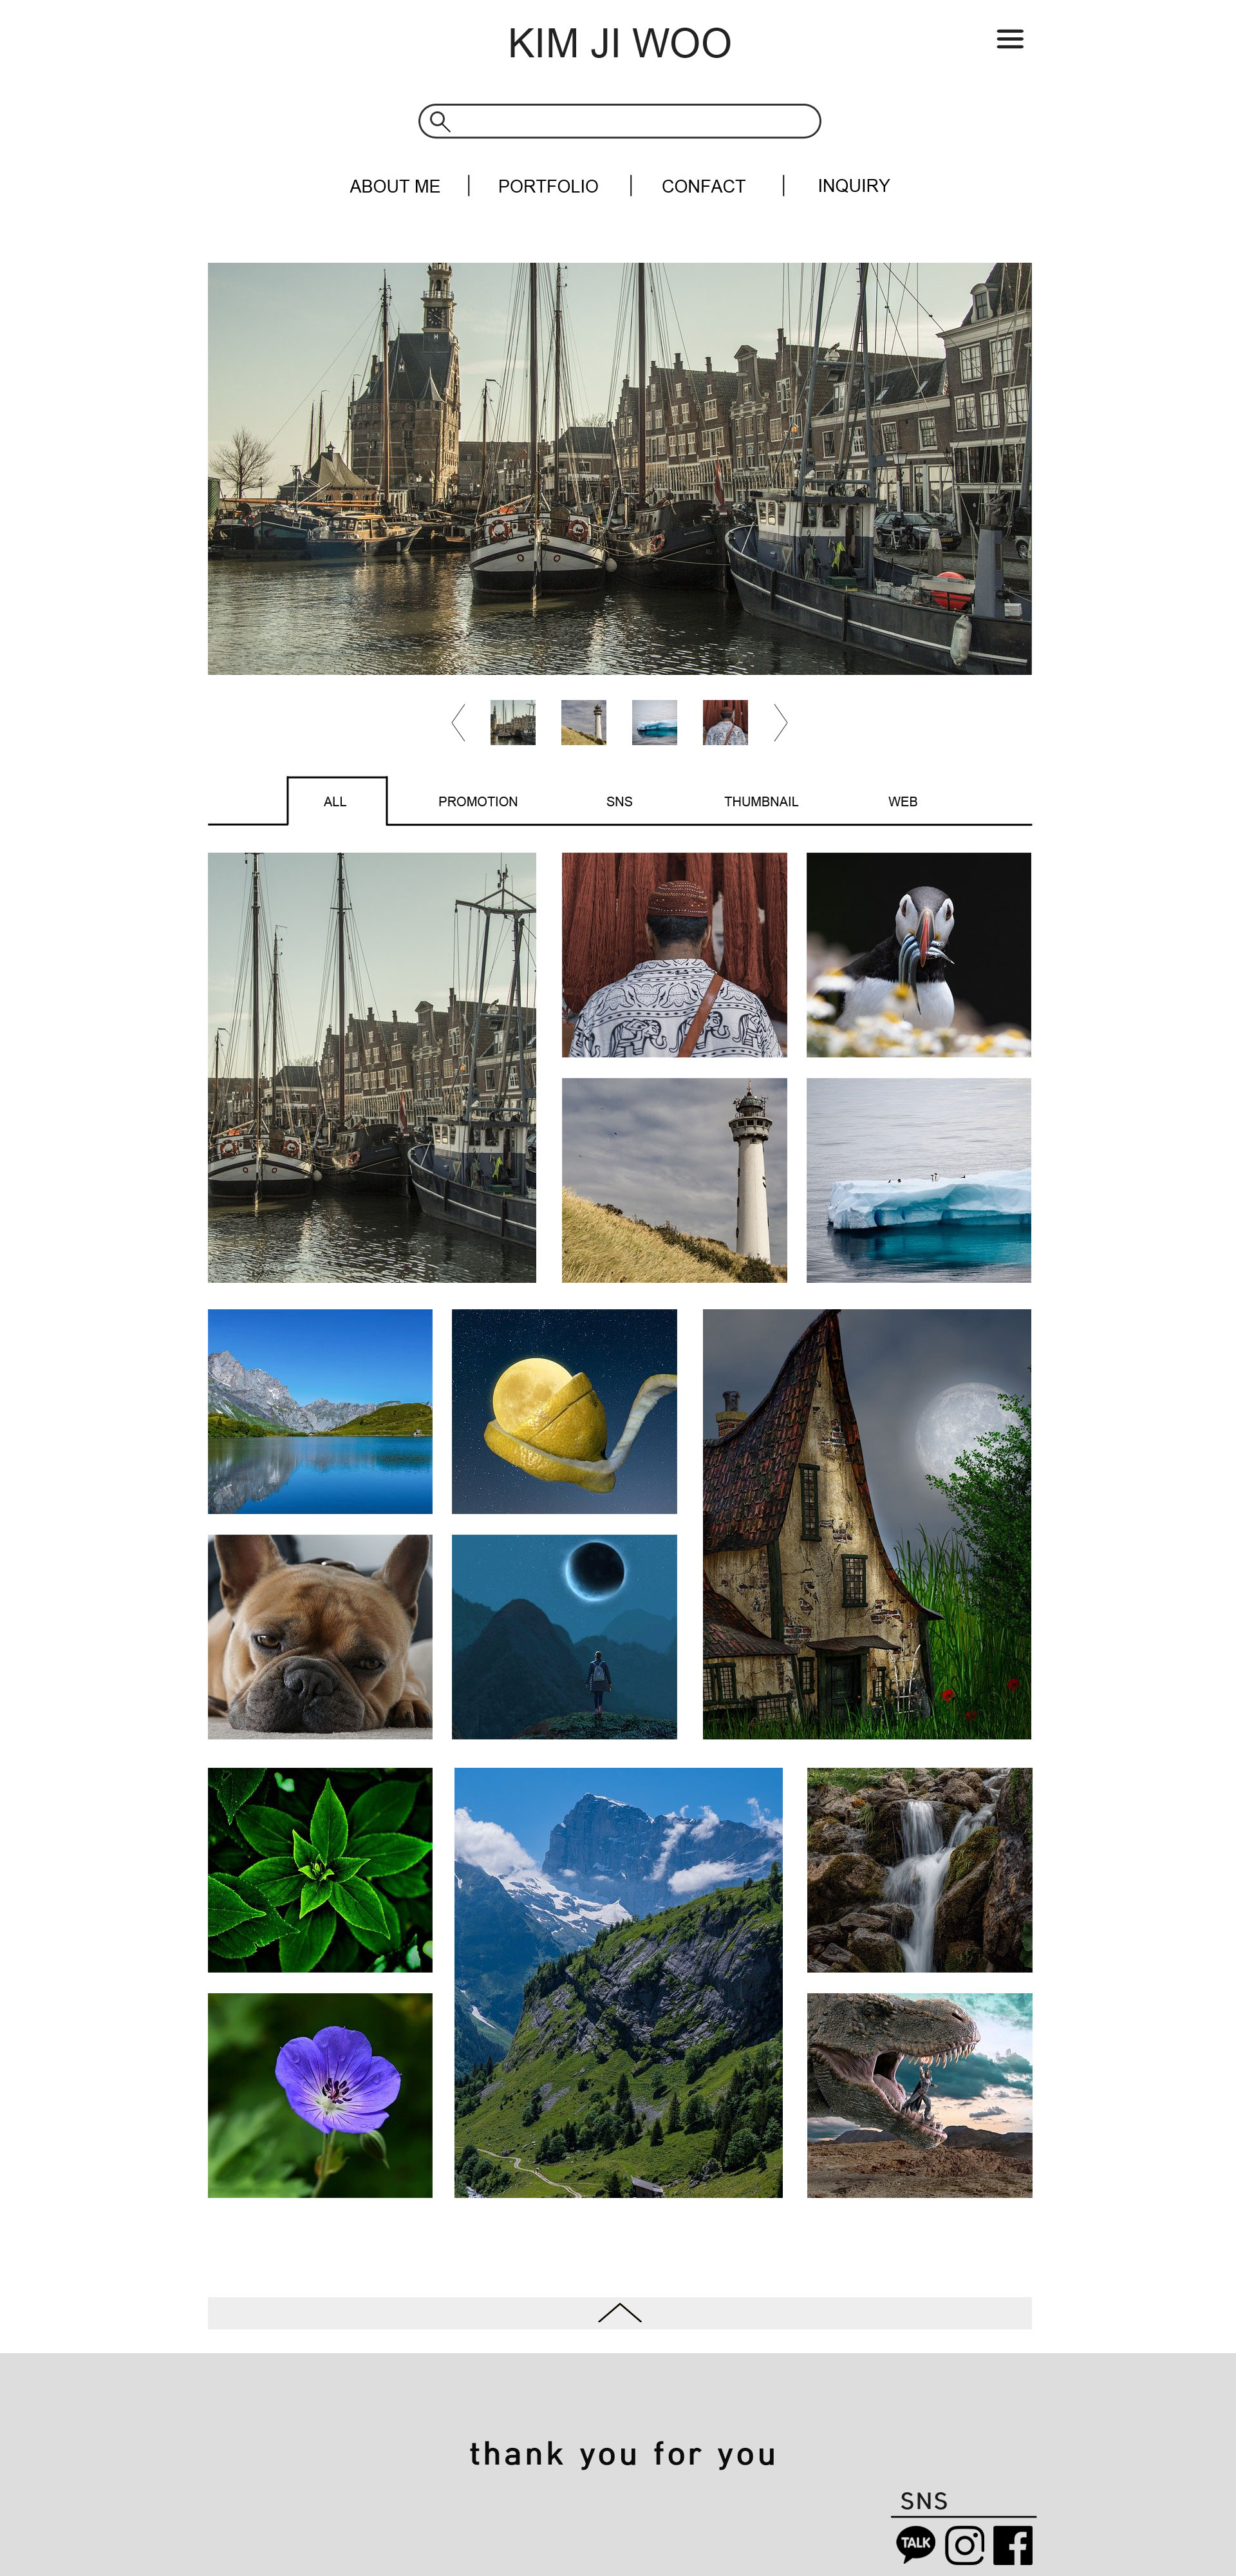 KIM JI WOO
ABOUT ME | PORTFOLIO | CONFACT | INQUIRY
ALL PROMOTION SNS THUMBNAIL WEB
thank you for you
SNS
TALK